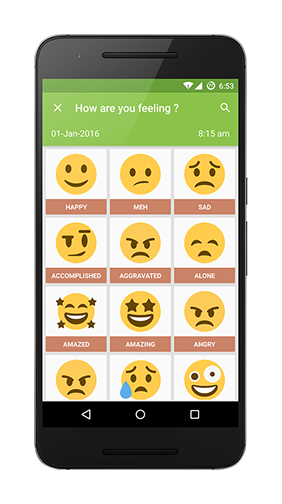 6:53
How are you feeling ?
01-Jan-2016 8:15 am
HAPPY MEH SAD
ACCOMPLISHED AGGRAVATED ALONE
AMAZED AMAZING ANGRY